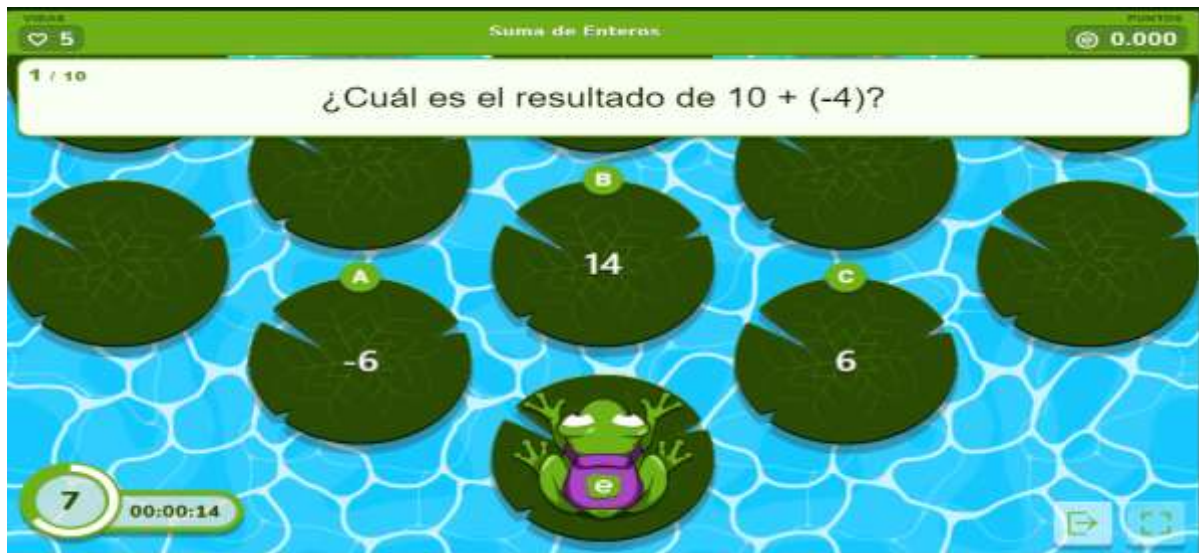 VIDAS
5
Suma de Enteros
PUNTOS
0.000
1 / 10
¿Cuál es el resultado de 10 + (-4)?
B
14
A
-6
C
6
e
7
00:00:14